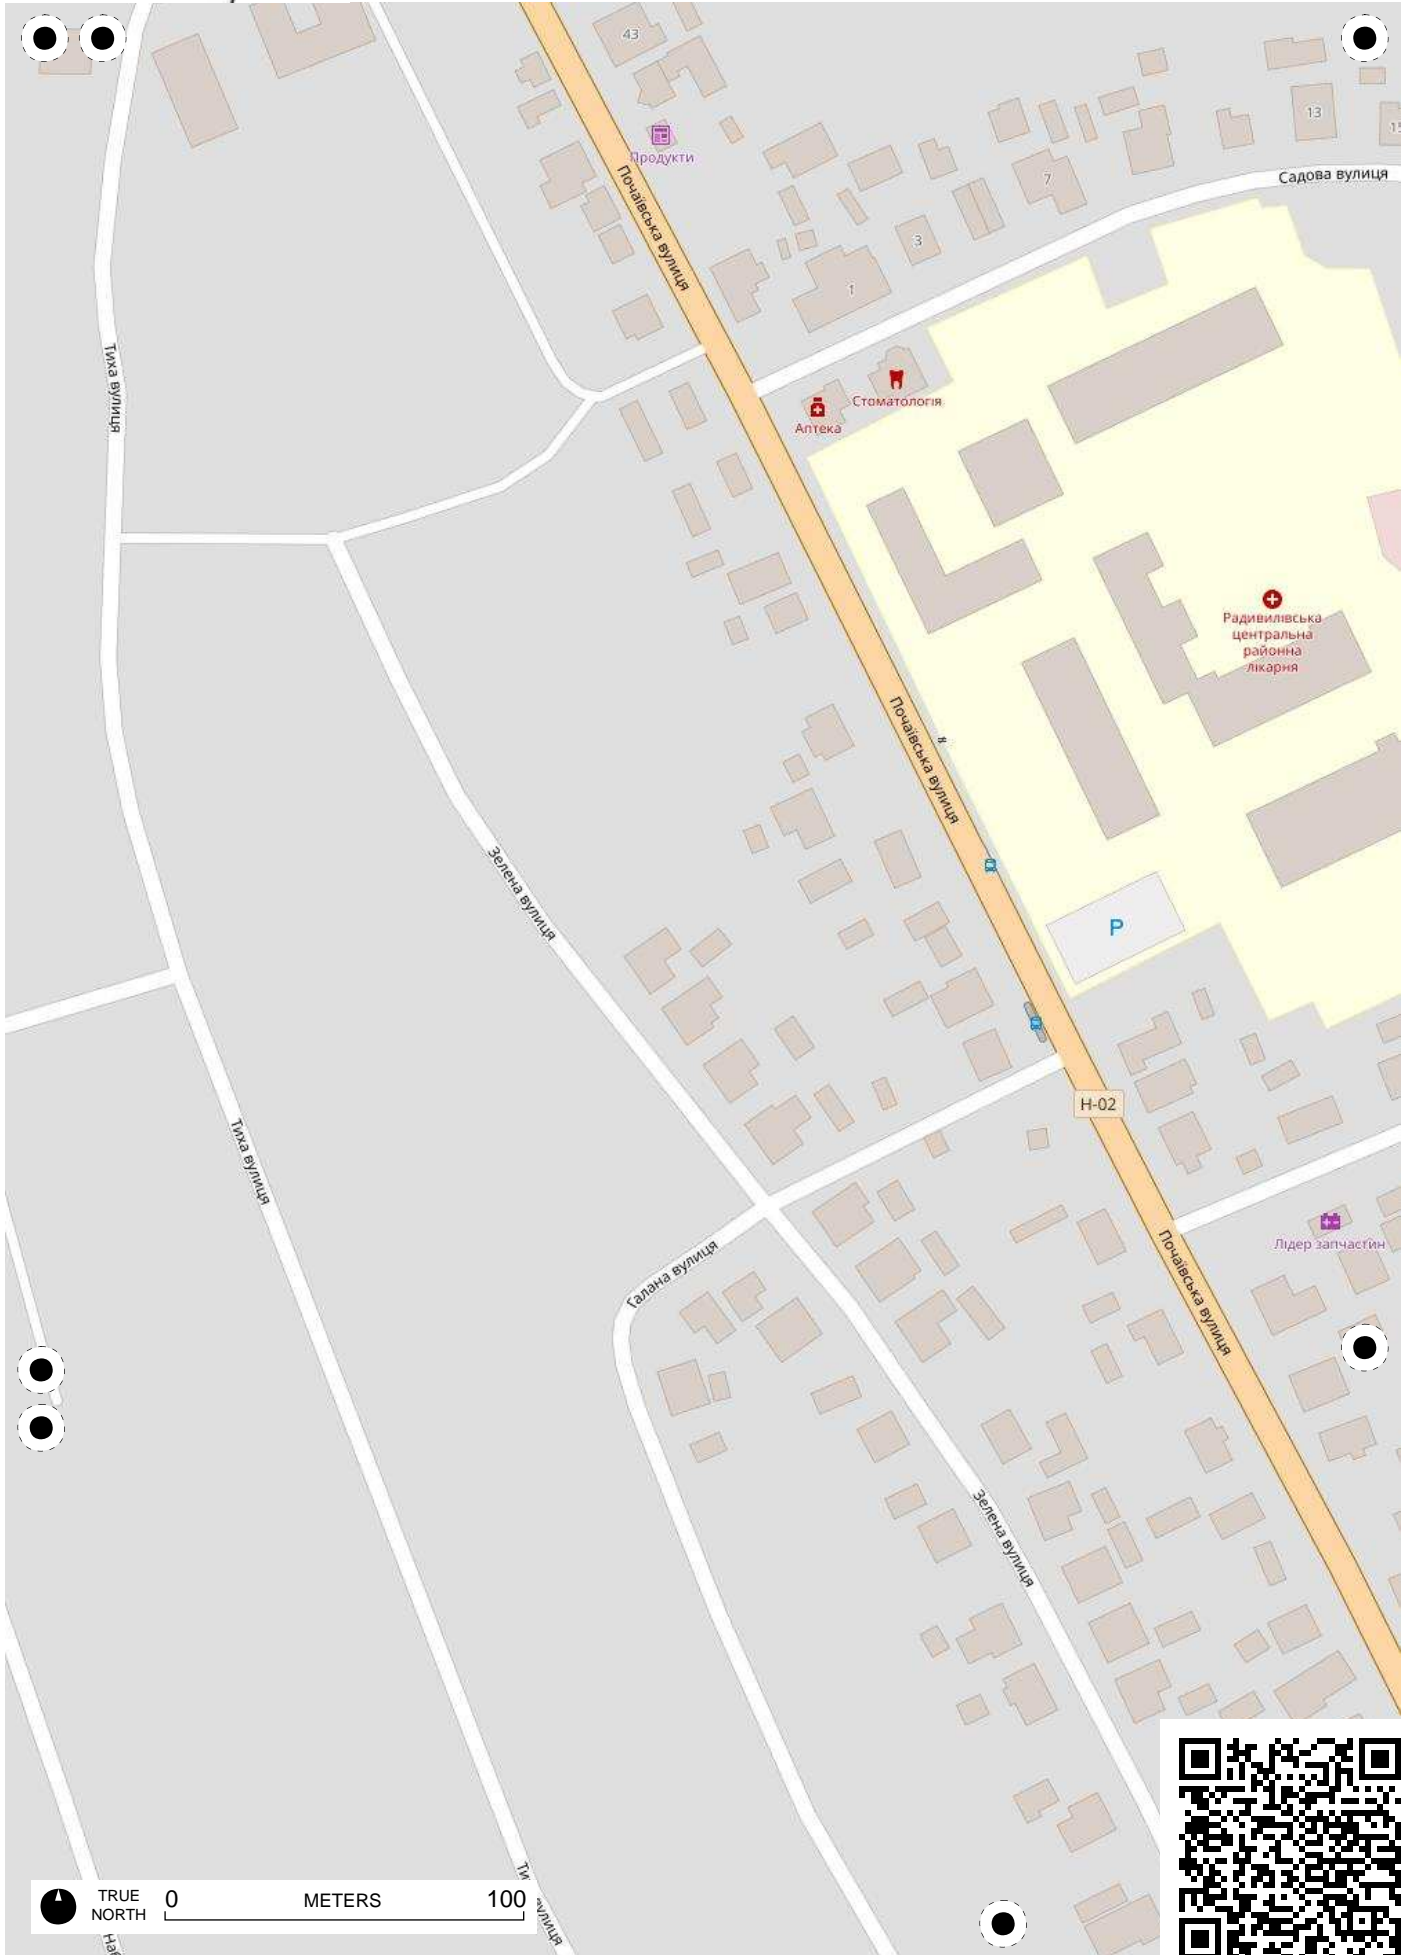 43
Продукти
13
15
7
Садова вулиця
3
Почаївська вулиця
1
Тиха вулиця
Стоматологія
Аптека
Радивилівська
центральна
районна
лікарня
Почаївська вулиця
Зелена вулиця
P
H-02
Тиха вулиця
Галана вулиця
Лідер запчастин
Почаївська вулиця
Зелена вулиця
TRUE
NORTH
0 METERS 100